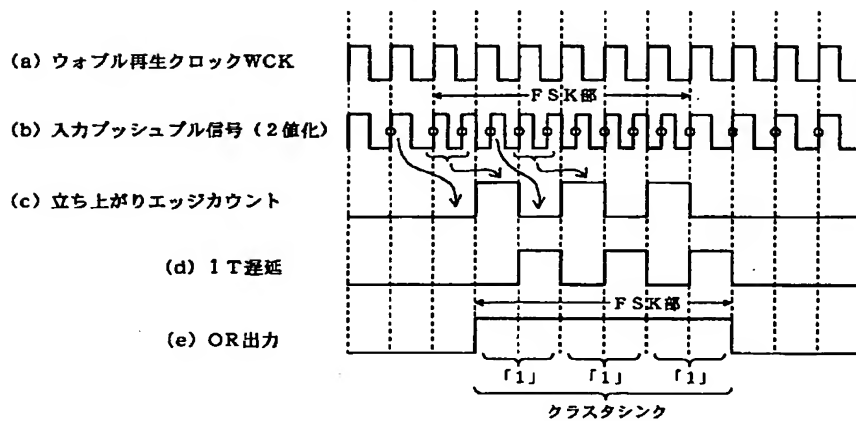 (a) ウォブル再生クロックWCK
FSK部
(b) 入力プッシュプル信号(2値化)
(c) 立ち上がりエッジカウント
(d) 1T遅延
FSK部
(e) OR出力
「1」 「1」 「1」
クラスタシンク